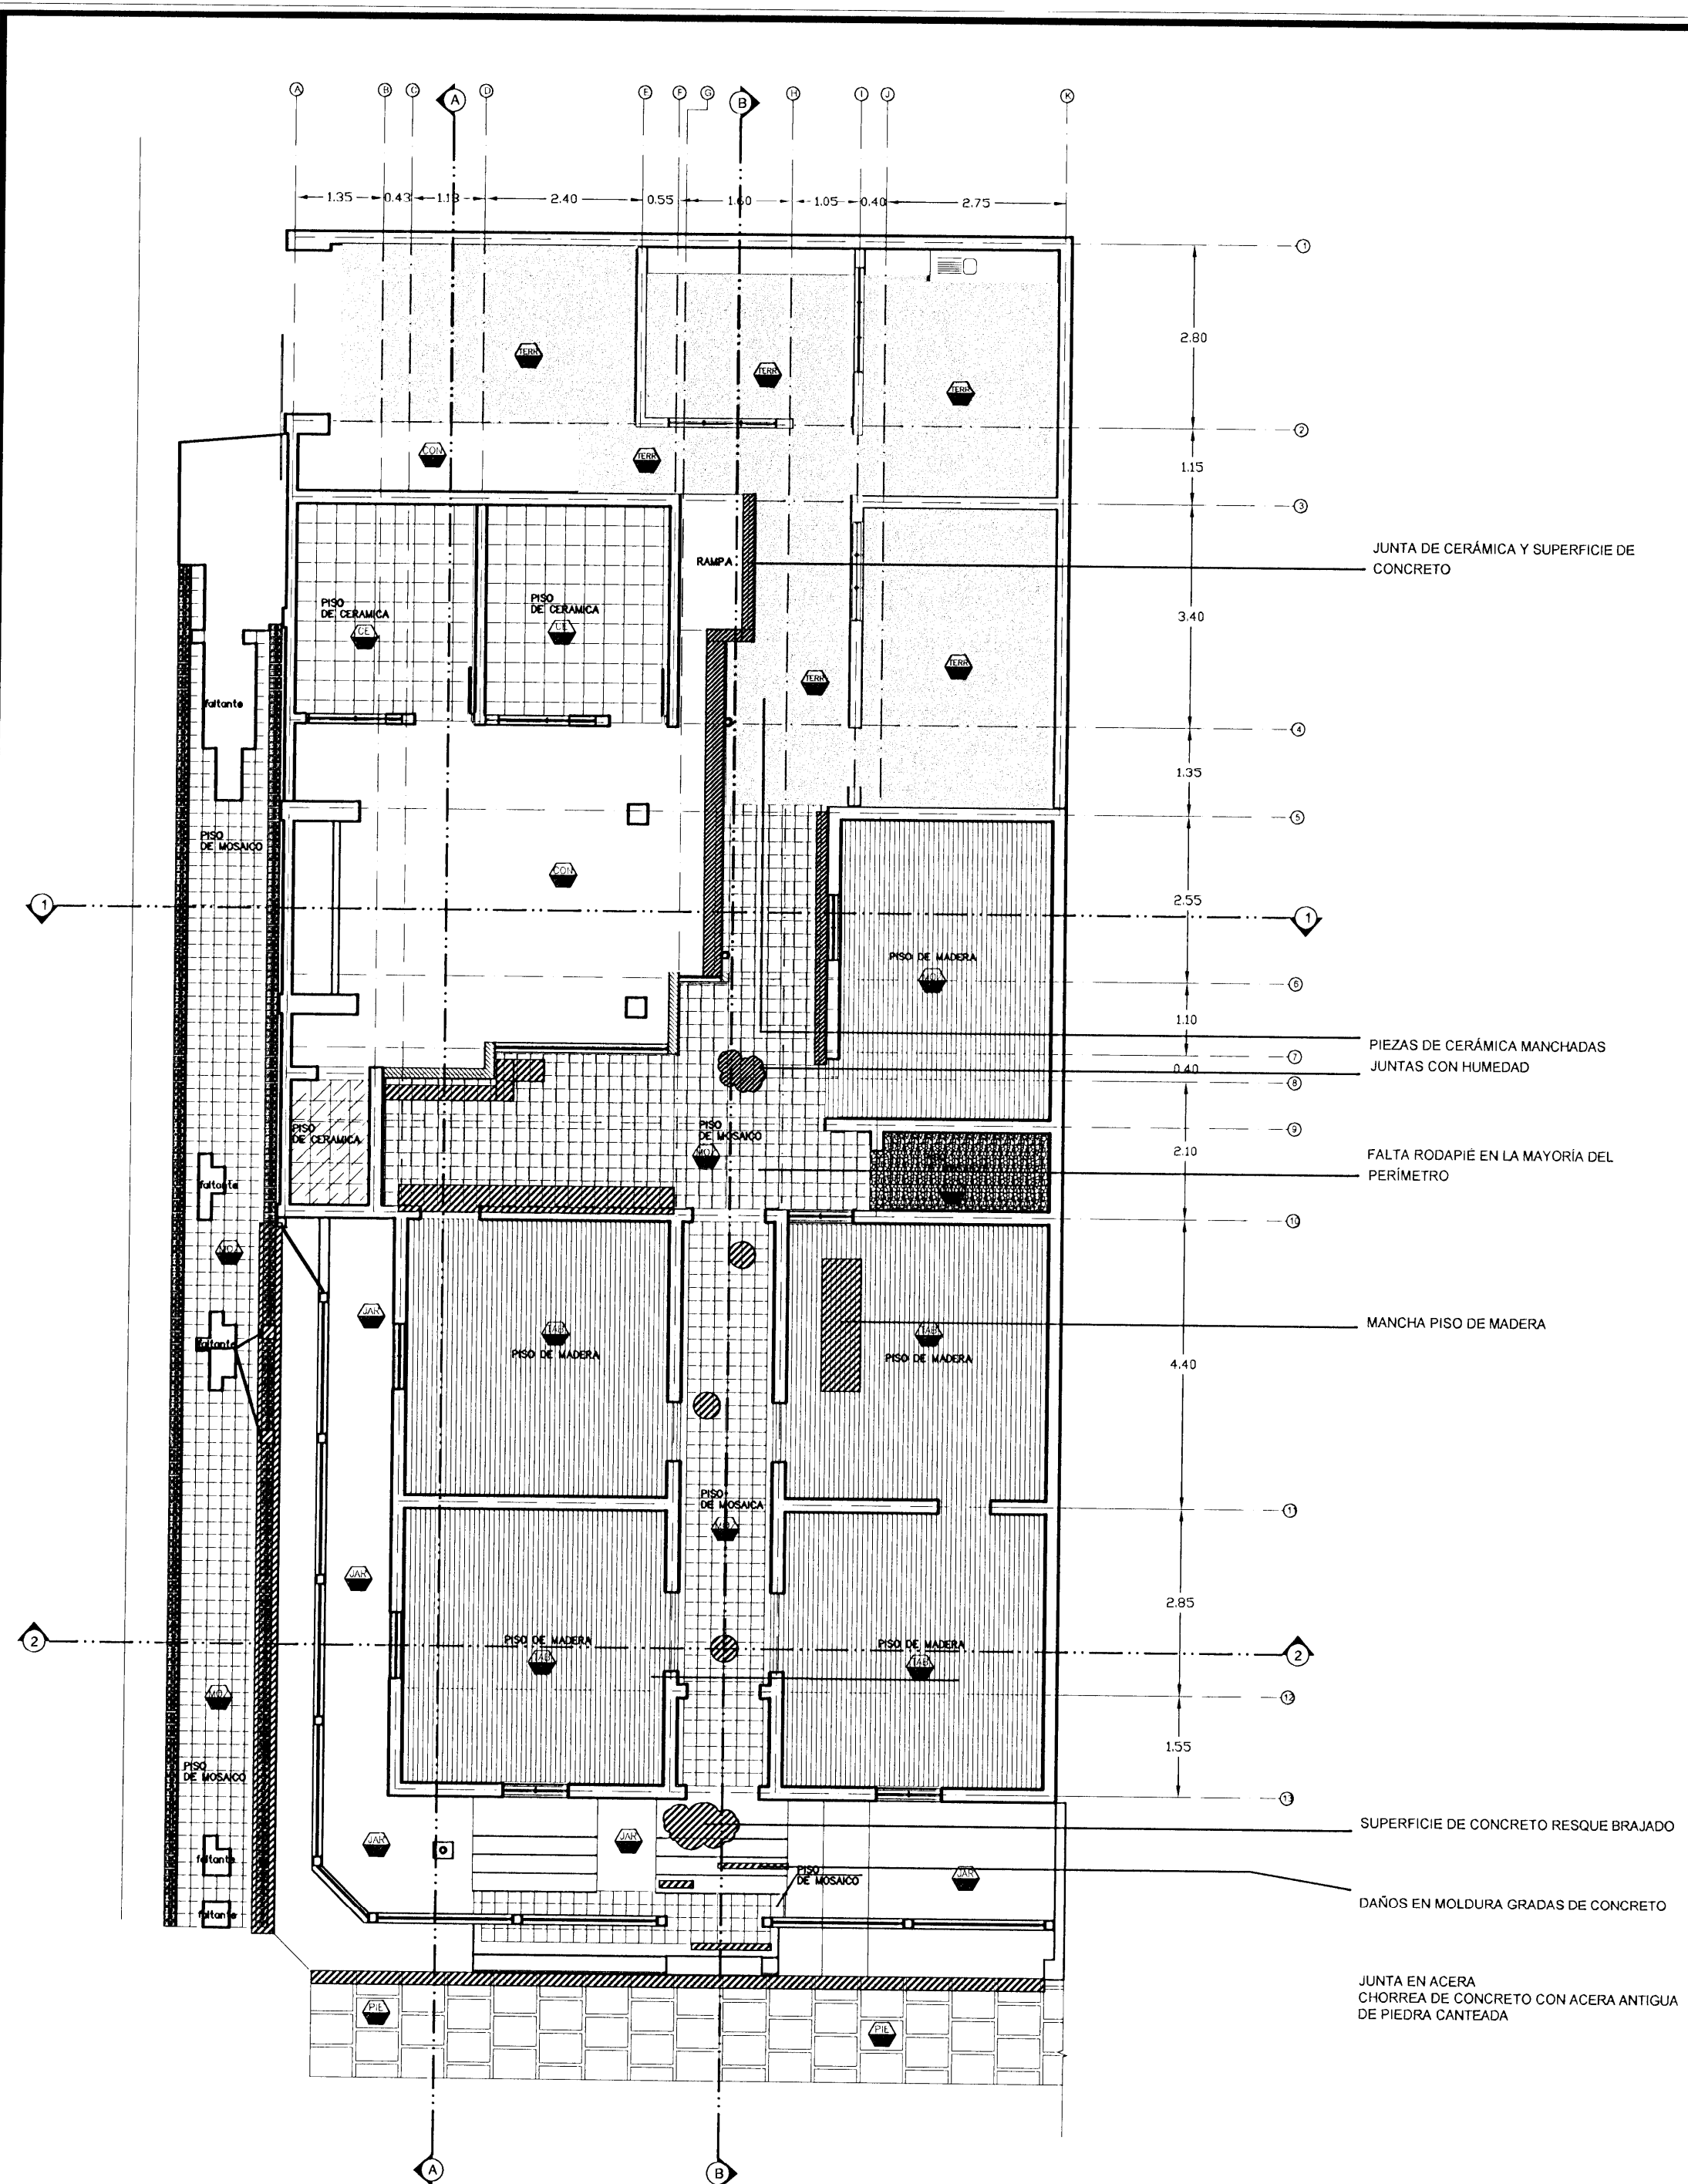 A
B
C
A
D
E
F
G
B
H
I
J
K
1.35
0.43
1.18
2.40
0.55
1.60
1.05
0.40
2.75
1
2.80
TERR
TERR
TERR
2
CON
TERR
1.15
3
RAMPA
JUNTA DE CERÁMICA Y SUPERFICIE DE
CONCRETO
PISO
DE CERAMICA
CE
PISO
DE CERAMICA
CE
3.40
TERR
TERR
faltante
4
1.35
5
PISO
DE MOSAICO
CON
2.55
1
1
PISO DE MADERA
6
1.10
PIEZAS DE CERÁMICA MANCHADAS
7
JUNTAS CON HUMEDAD
0.40
8
PISO
DE CERAMICA
PISO
DE MOSAICO
MO
9
2.10
FALTA RODAPIE EN LA MAYORÍA DEL
PERÍMETRO
faltante
10
MO
JAR
TAB
PISO DE MADERA
TAB
PISO DE MADERA
MANCHA PISO DE MADERA
faltante
4.40
PISO
DE MOSAICA
11
JAR
2.85
2
PISO DE MADERA
TAB
PISO DE MADERA
TAB
2
12
1.55
PISO
DE MOSAICO
13
JAR
JAR
SUPERFICIE DE CONCRETO RESQUE BRAJADO
faltante
PISO
DE MOSAICO
JAR
DAÑOS EN MOLDURA GRADAS DE CONCRETO
faltante
JUNTA EN ACERA
CHORREA DE CONCRETO CON ACERA ANTIGUA
DE PIEDRA CANTEADA
PIE
PIE
A
B